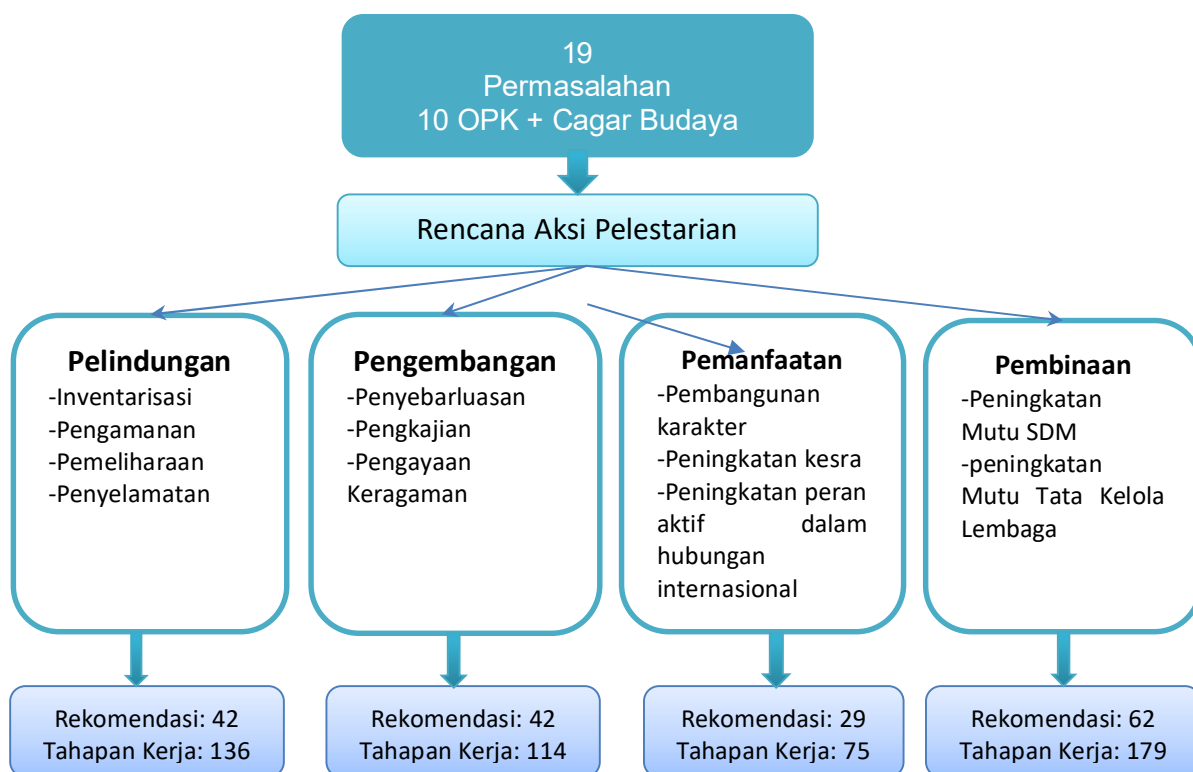 19
Permasalahan
10 OPK + Cagar Budaya
Rencana Aksi Pelestarian
Pelindungan
-Inventarisasi
-Pengamanan
-Pemeliharaan
-Penyelamatan
Pengembangan
-Penyebarluasan
-Pengkajian
-Pengayaan
Keragaman
Pemanfaatan
-Pembangunan
karakter
-Peningkatan kesra
-Peningkatan peran
aktif dalam
hubungan
internasional
Pembinaan
-Peningkatan
Mutu SDM
-peningkatan
Mutu Tata Kelola
Lembaga
Rekomendasi: 42
Tahapan Kerja: 136
Rekomendasi: 42
Tahapan Kerja: 114
Rekomendasi: 29
Tahapan Kerja: 75
Rekomendasi: 62
Tahapan Kerja: 179